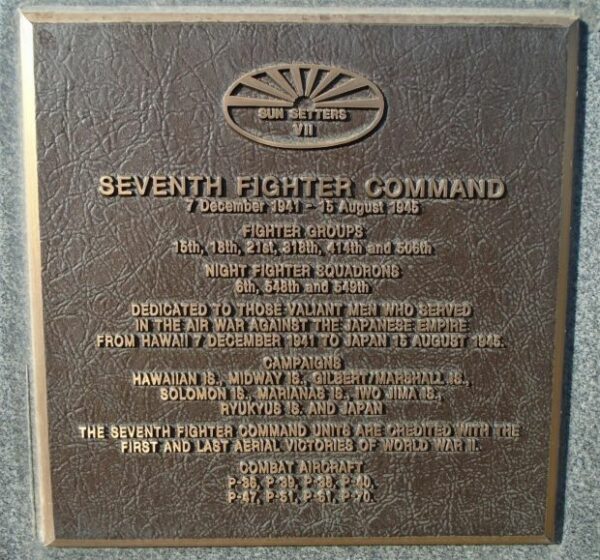 SUN SETTERS
VII
SEVENTH FIGHTER COMMAND
7 December 1941 - 15 August 1945
FIGHTER GROUPS
15th, 18th, 21st, 318th, 414th and 506th
NIGHT FIGHTER SQUADRONS
6th, 548th and 549th
DEDICATED TO THOSE VALIANT MEN WHO SERVED
IN THE AIR WAR AGAINST THE JAPANESE EMPIRE
FROM HAWAII 7 DECEMBER 1941 TO JAPAN 15 AUGUST 1945.
CAMPAIGNS
HAWAIIAN IS., MIDWAY IS., GILBERT/MARSHALL IS.,
SOLOMON IS., MARIANAS IS., IWO JIMA IS.,
RYUKYUS IS. AND JAPAN
THE SEVENTH FIGHTER COMMAND UNITS ARE CREDITED WITH THE
FIRST AND LAST AERIAL VICTORIES OF WORLD WAR II.
COMBAT AIRCRAFT
P-36, P-39, P-38, P-40,
P-47, P-51, P-61, P-70.